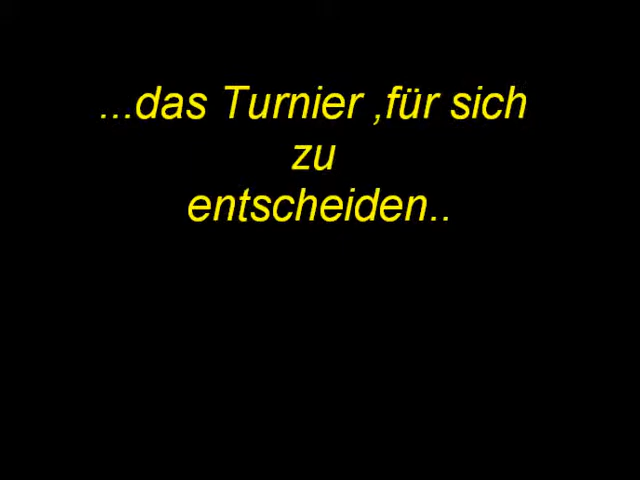 ...das Turnier ,für sich
zu
entscheiden..